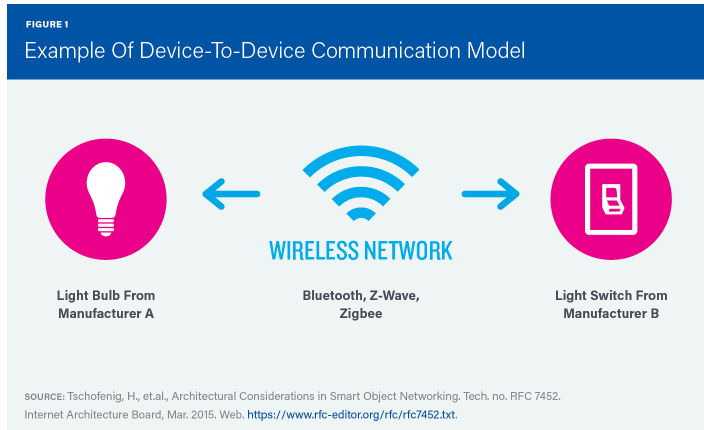 FIGURE 1
Example Of Device-To-Device Communication Model
WIRELESS NETWORK
Light Bulb From
Manufacturer A
Bluetooth, Z-Wave,
Zigbee
Light Switch From
Manufacturer B
SOURCE: Tschofenig, H., et.al., Architectural Considerations in Smart Object Networking. Tech. no. RFC 7452.
Internet Architecture Board, Mar. 2015. Web. https://www.rfc-editor.org/rfc/rfc7452.txt.